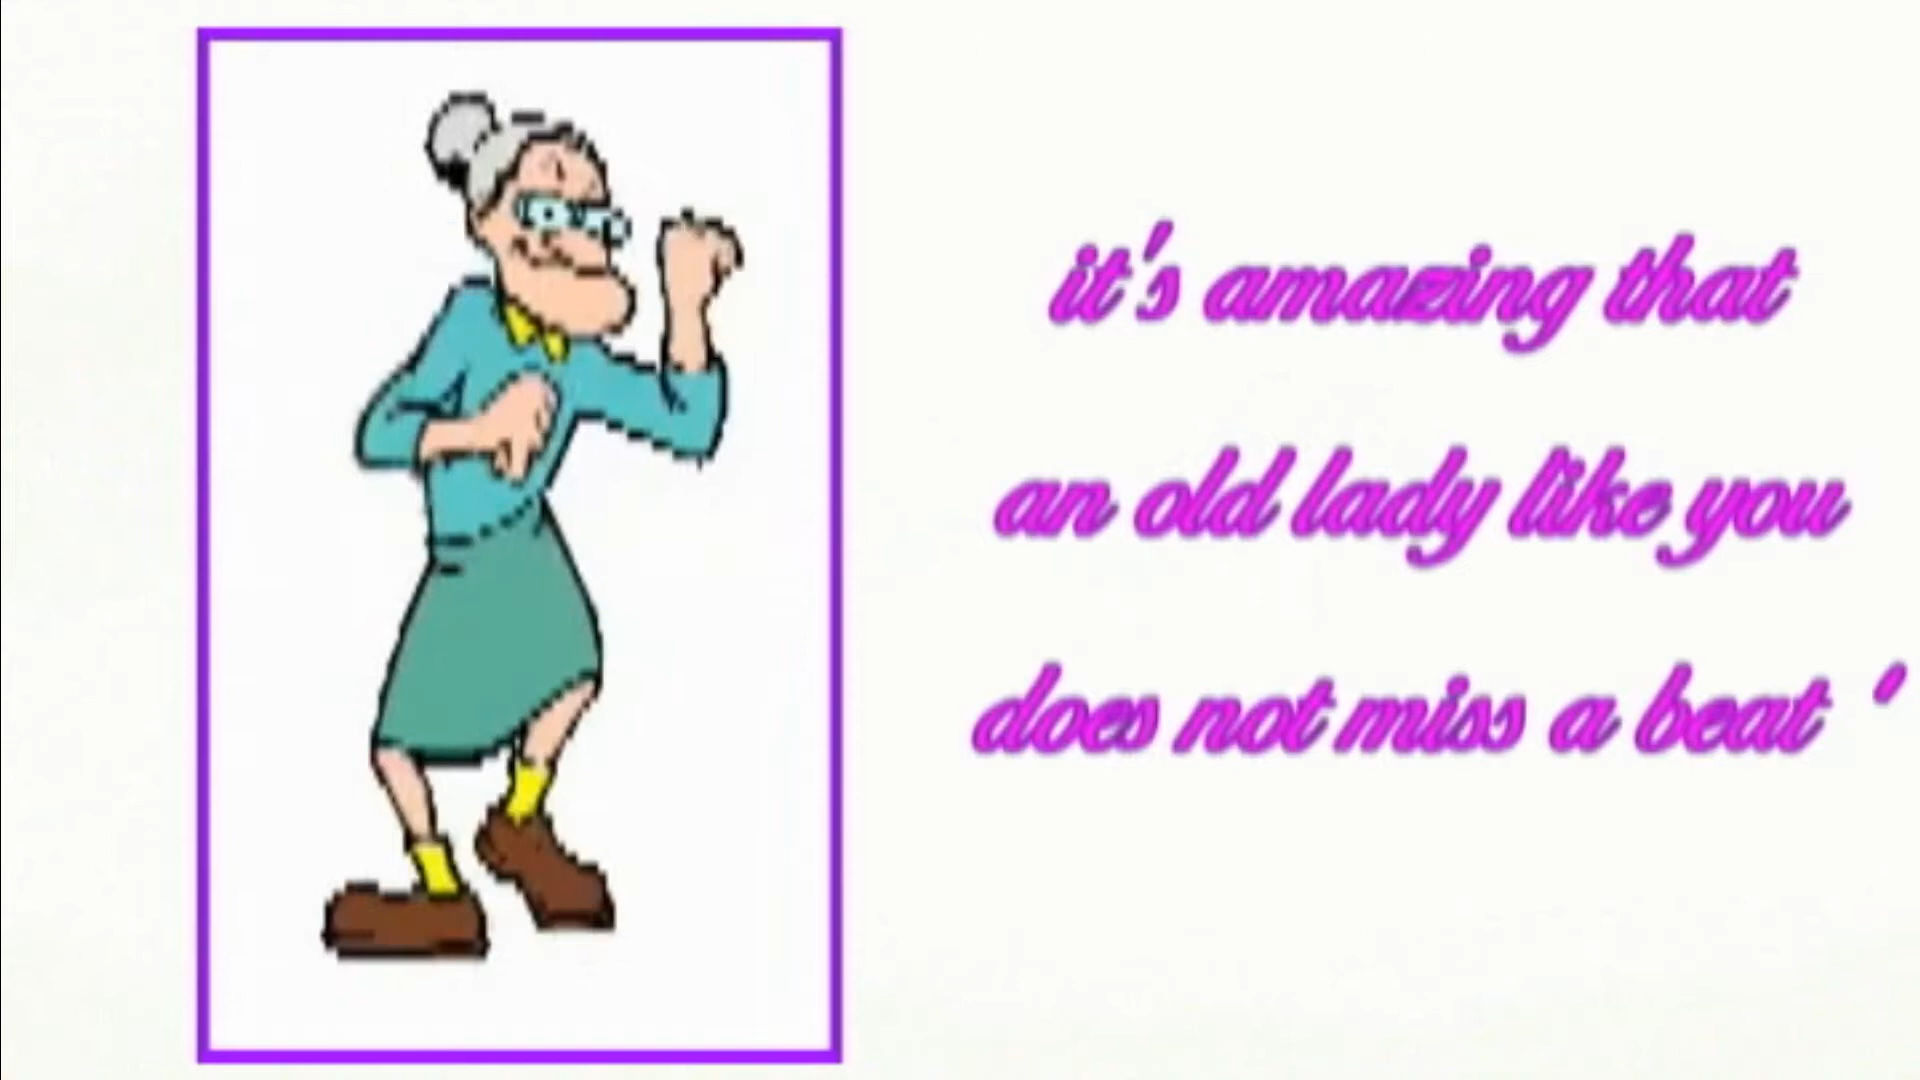 it's amazing that
an old lady like you
does not miss a beat '